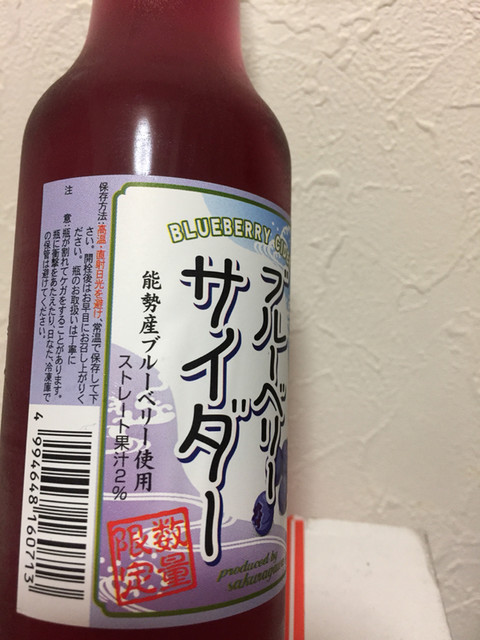 BLUEBERRY
ブルーベリー
サイダー
能勢産ブルーベリー使用
ストレート果汁2%
数量
限定
produced by
保存方法:高温・直射日光を避け、常温で保存して下
さい。開栓後はお早目にお召し上がりく
ださい。瓶のお取扱いは丁寧に
注 意:瓶が割れてケガをすることがあります。
瓶に衝撃をあたえたり、日なた、冷凍庫で
の保管は避けてください。
4 994648 160713